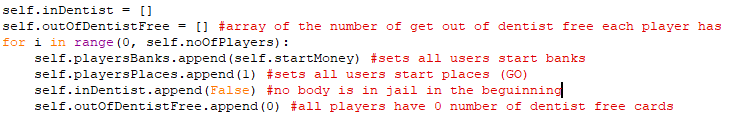 self.inDentist = []
self.outOfDentistFree = [] #array of the number of get out of dentist free each player has
for i in range(0, self.noOfPlayers):
    self.playersBanks.append(self.startMoney) #sets all users start banks
    self.playersPlaces.append(1) #sets all users start places (GO)
    self.inDentist.append(False) #no body is in jail in the beguinning
    self.outOfDentistFree.append(0) #all players have 0 number of dentist free cards